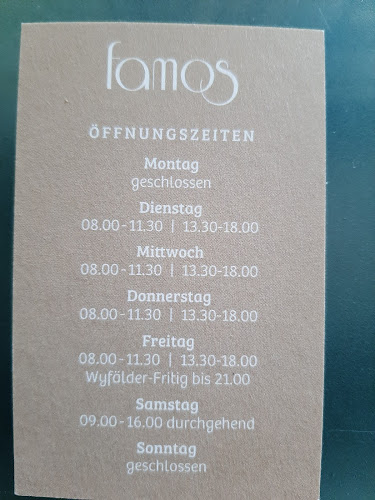 famos
ÖFFNUNGSZEITEN
Montag
geschlossen
Dienstag
08.00-11.30 | 13.30-18.00
Mittwoch
08.00-11.30 | 13.30-18.00
Donnerstag
08.00-11.30 | 13.30-18.00
Freitag
08.00-11.30 | 13.30-18.00
Wyfälder-Fritig bis 21.00
Samstag
09.00-16.00 durchgehend
Sonntag
geschlossen